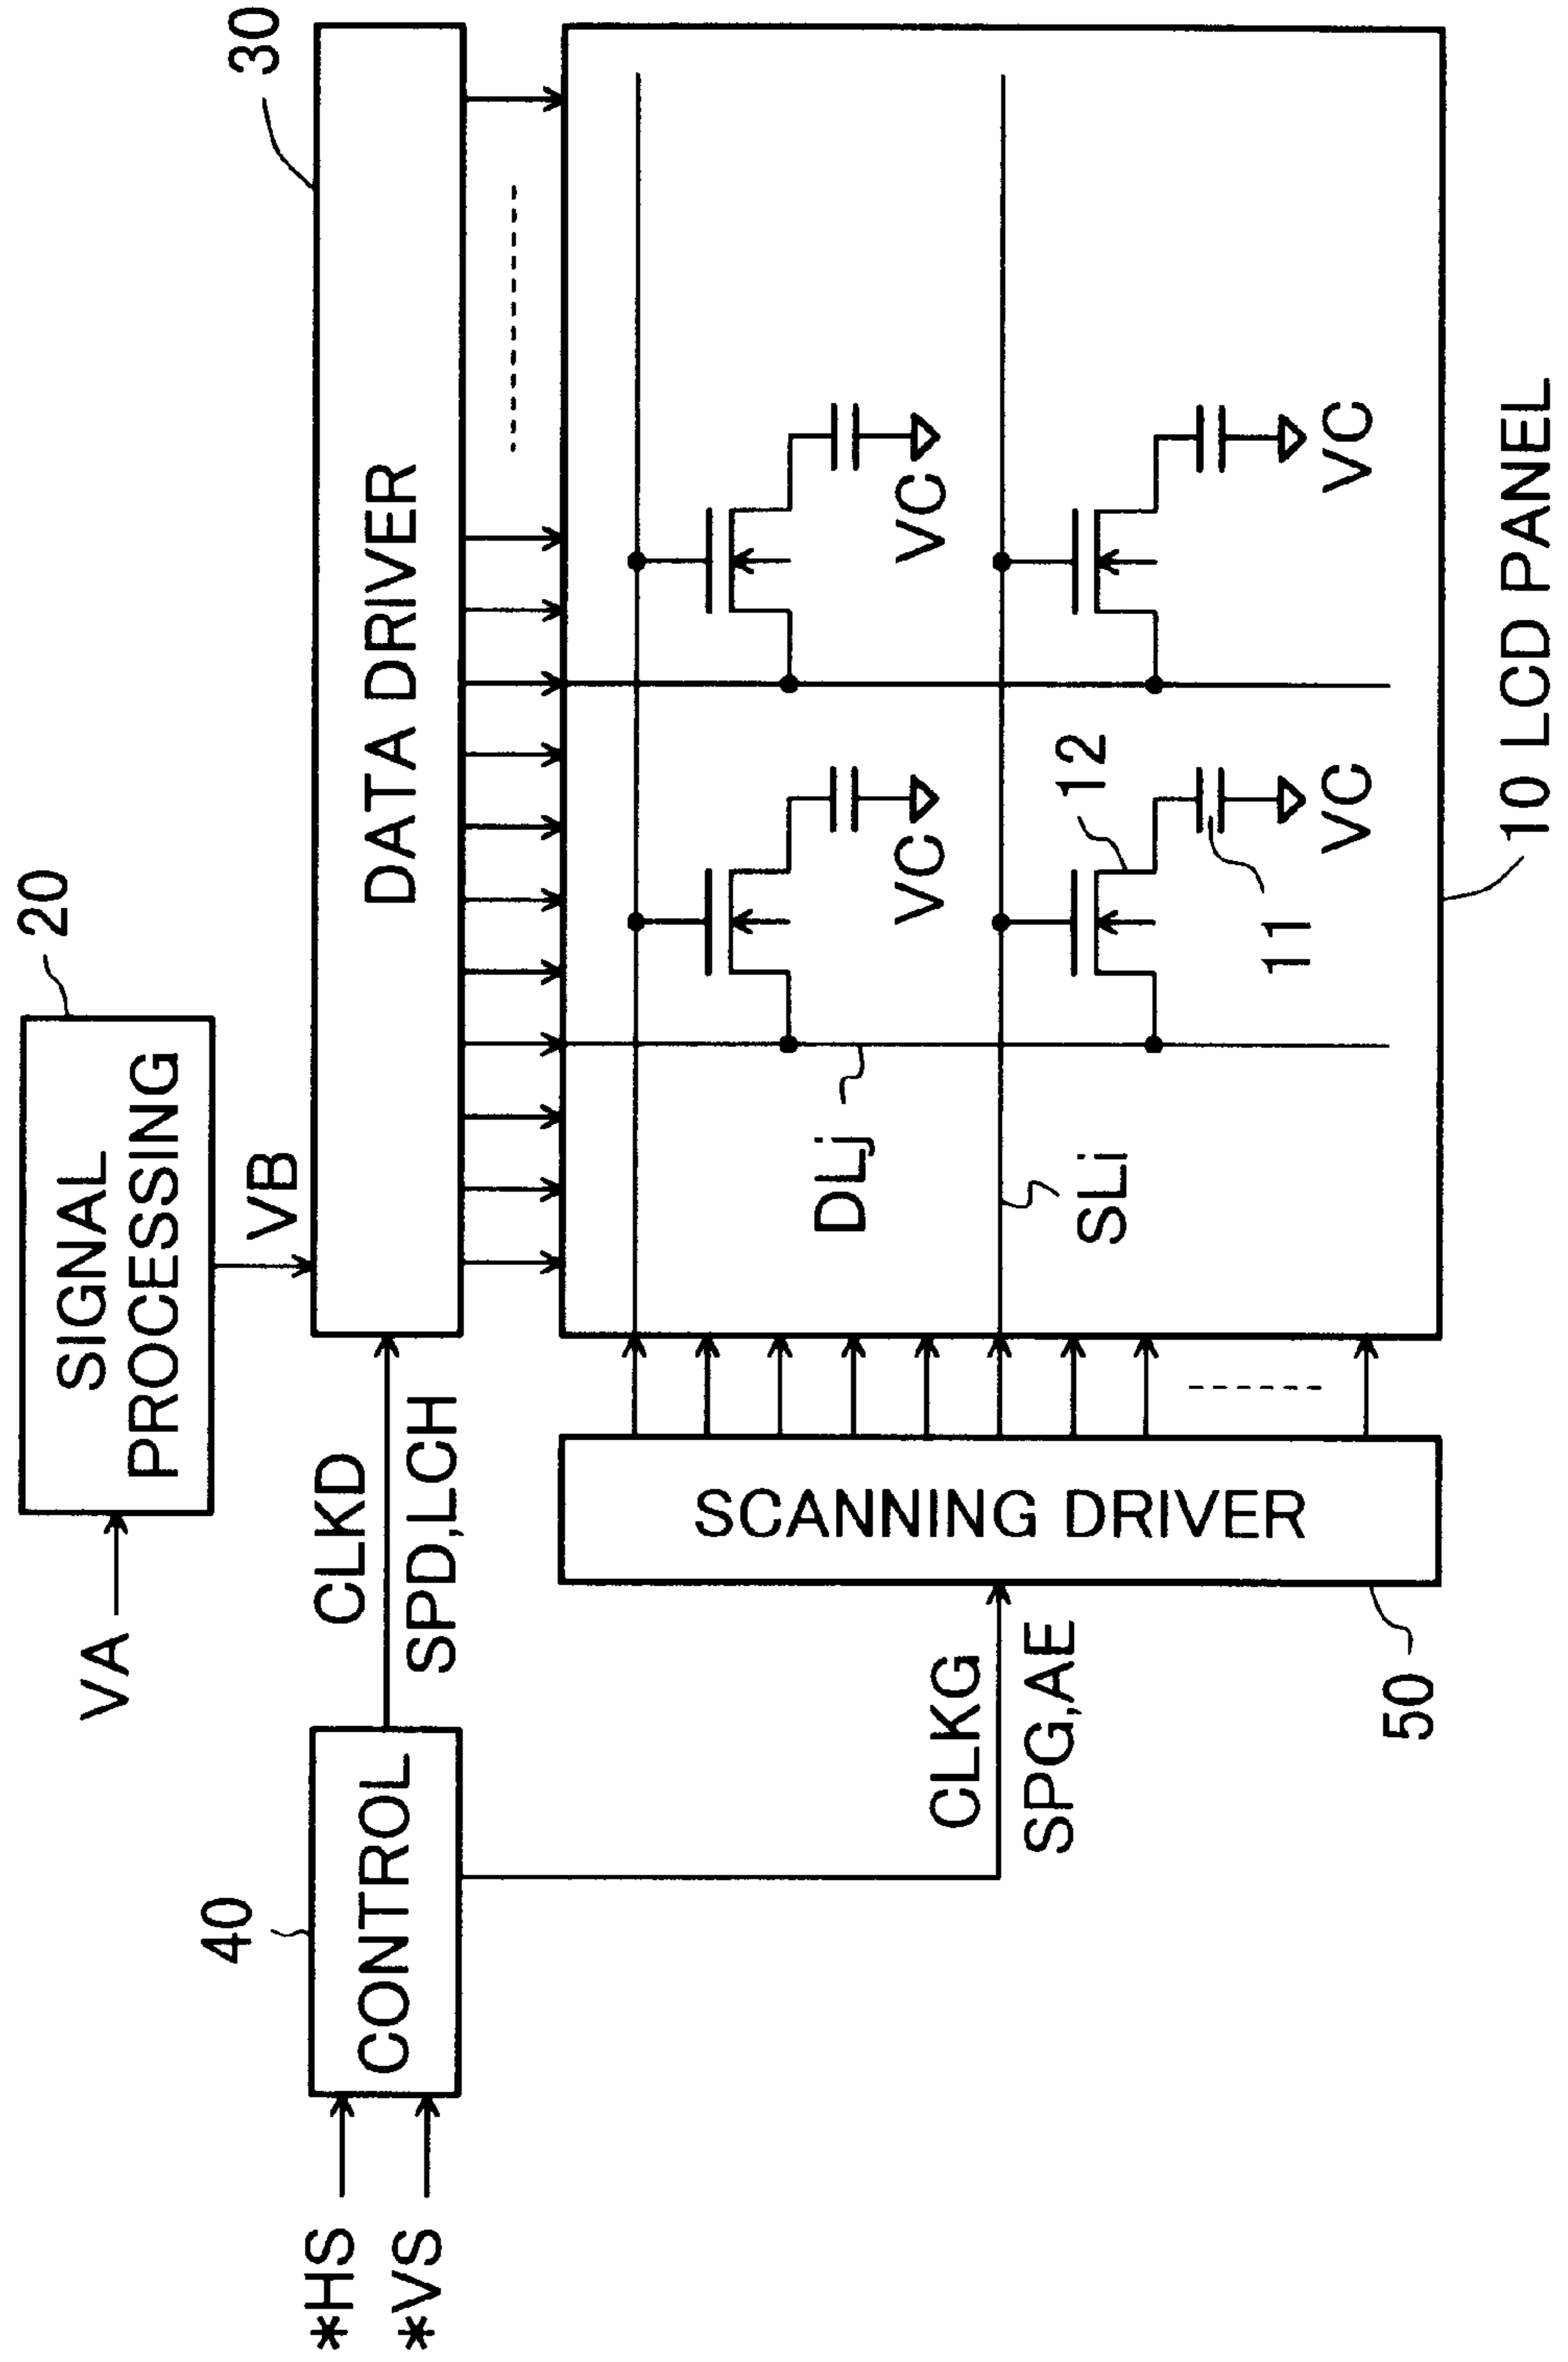 20
SIGNAL
PROCESSING
VA
VB
30
DATA DRIVER
40
CONTROL
*HS
*VS
CLKD
SPD,LCH
CLKG
SPG,AE
SCANNING DRIVER
50
DLj
SLi
VC
VC
12
11
VC
VC
10 LCD PANEL